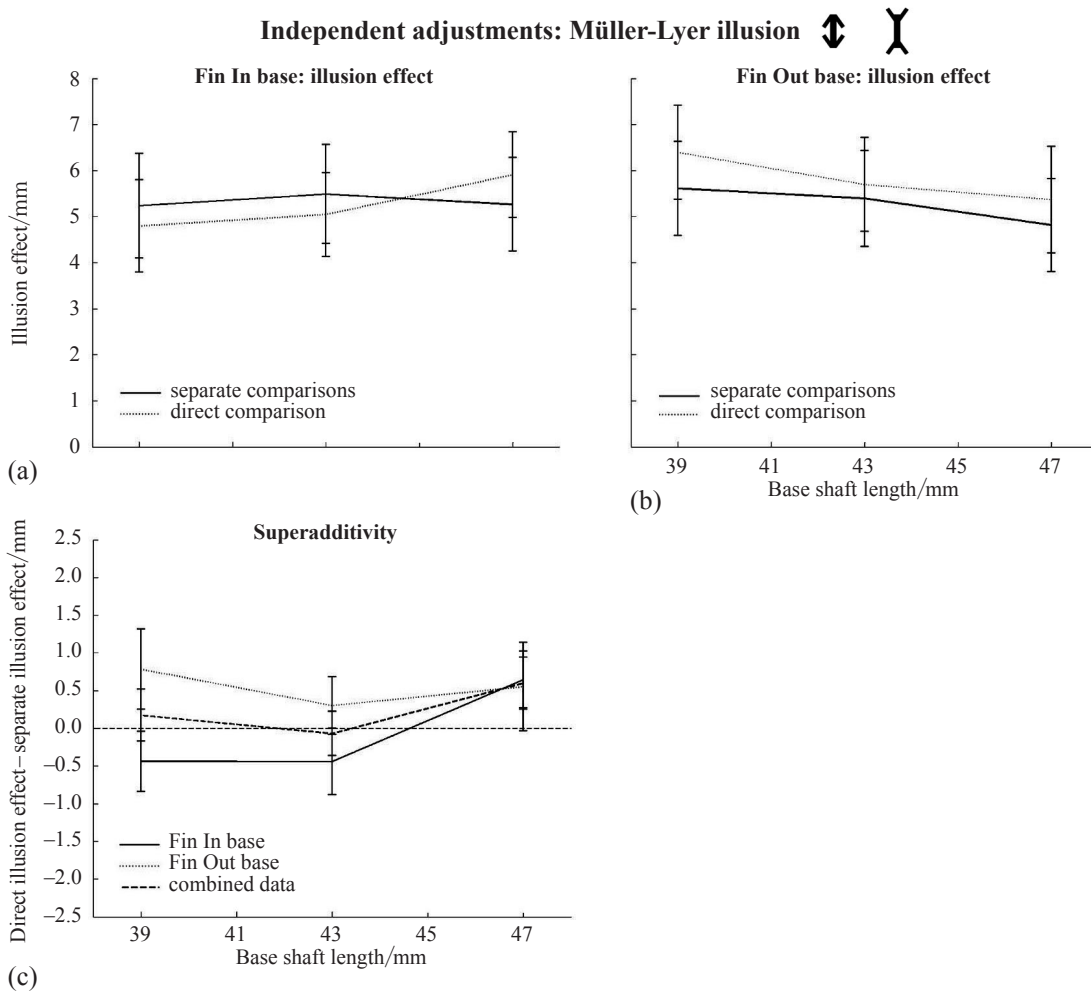 Independent adjustments: Müller-Lyer illusion
Fin In base: illusion effect
Illusion effect/mm
8
7
6
5
4
3
2
1
0
separate comparisons
direct comparison
(a)
Fin Out base: illusion effect
separate comparisons
direct comparison
39 41 43 45 47
Base shaft length/mm
(b)
Superadditivity
Direct illusion effect–separate illusion effect/mm
2.5
2.0
1.5
1.0
0.5
0.0
–0.5
–1.0
–1.5
–2.0
–2.5
Fin In base
Fin Out base
combined data
39 41 43 45 47
Base shaft length/mm
(c)